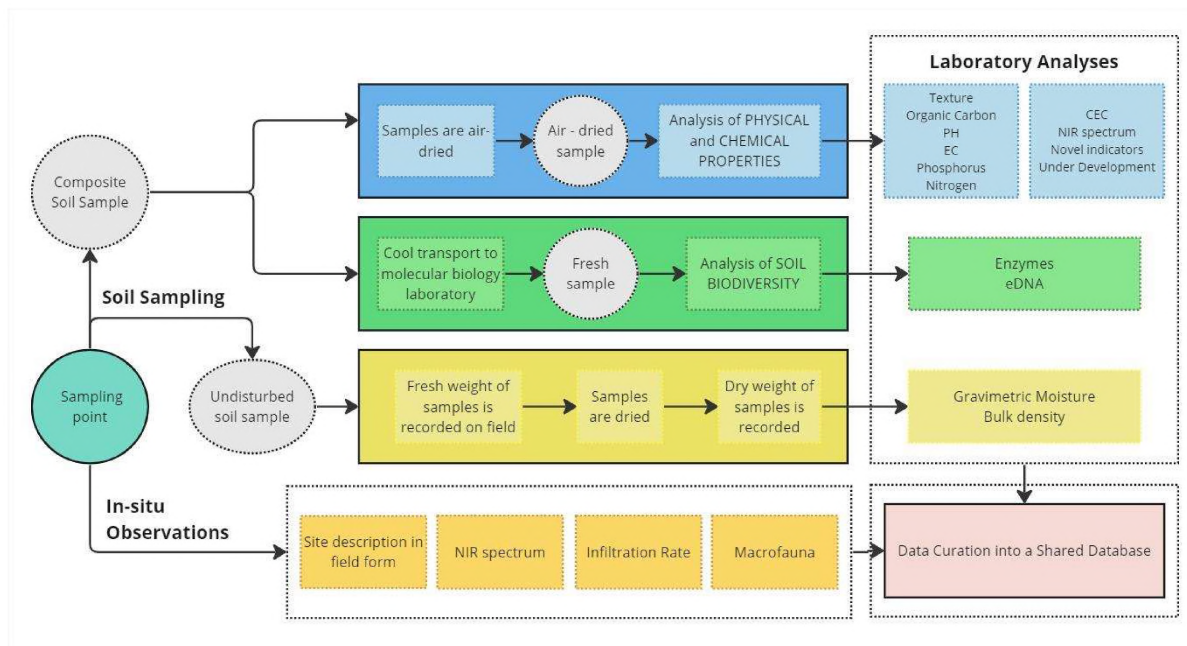 Laboratory Analyses
Samples are air-
dried
Air - dried
sample
Analysis of PHYSICAL
and CHEMICAL
PROPERTIES
Texture
Organic Carbon
PH
EC
Phosphorus
Nitrogen
CEC
NIR spectrum
Novel indicators
Under Development
Composite
Soil Sample
Cool transport to
molecular biology
laboratory
Fresh
sample
Analysis of SOIL
BIODIVERSITY
Enzymes
eDNA
Soil Sampling
Sampling
point
Undisturbed
soil sample
Fresh weight of
samples is
recorded on field
Samples
are dried
Dry weight of
samples is
recorded
Gravimetric Moisture
Bulk density
In-situ
Observations
Site description in
field form
NIR spectrum
Infiltration Rate
Macrofauna
Data Curation into a Shared Database